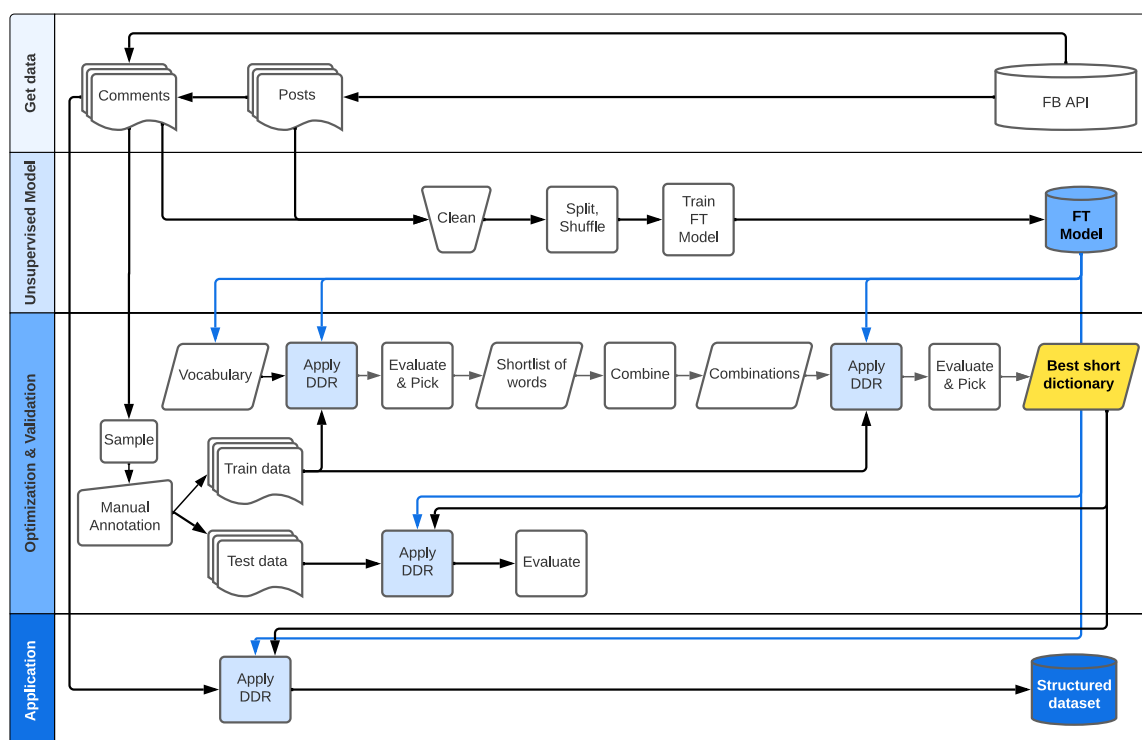 Get data
Comments
Posts
FB API
Unsupervised Model
Clean
Split,
Shuffle
Train
FT
Model
FT
Model
Optimization & Validation
Vocabulary
Apply
DDR
Evaluate
& Pick
Shortlist of
words
Combine
Combinations
Apply
DDR
Evaluate
& Pick
Best short
dictionary
Sample
Manual
Annotation
Train data
Test data
Apply
DDR
Evaluate
Application
Apply
DDR
Structured
dataset